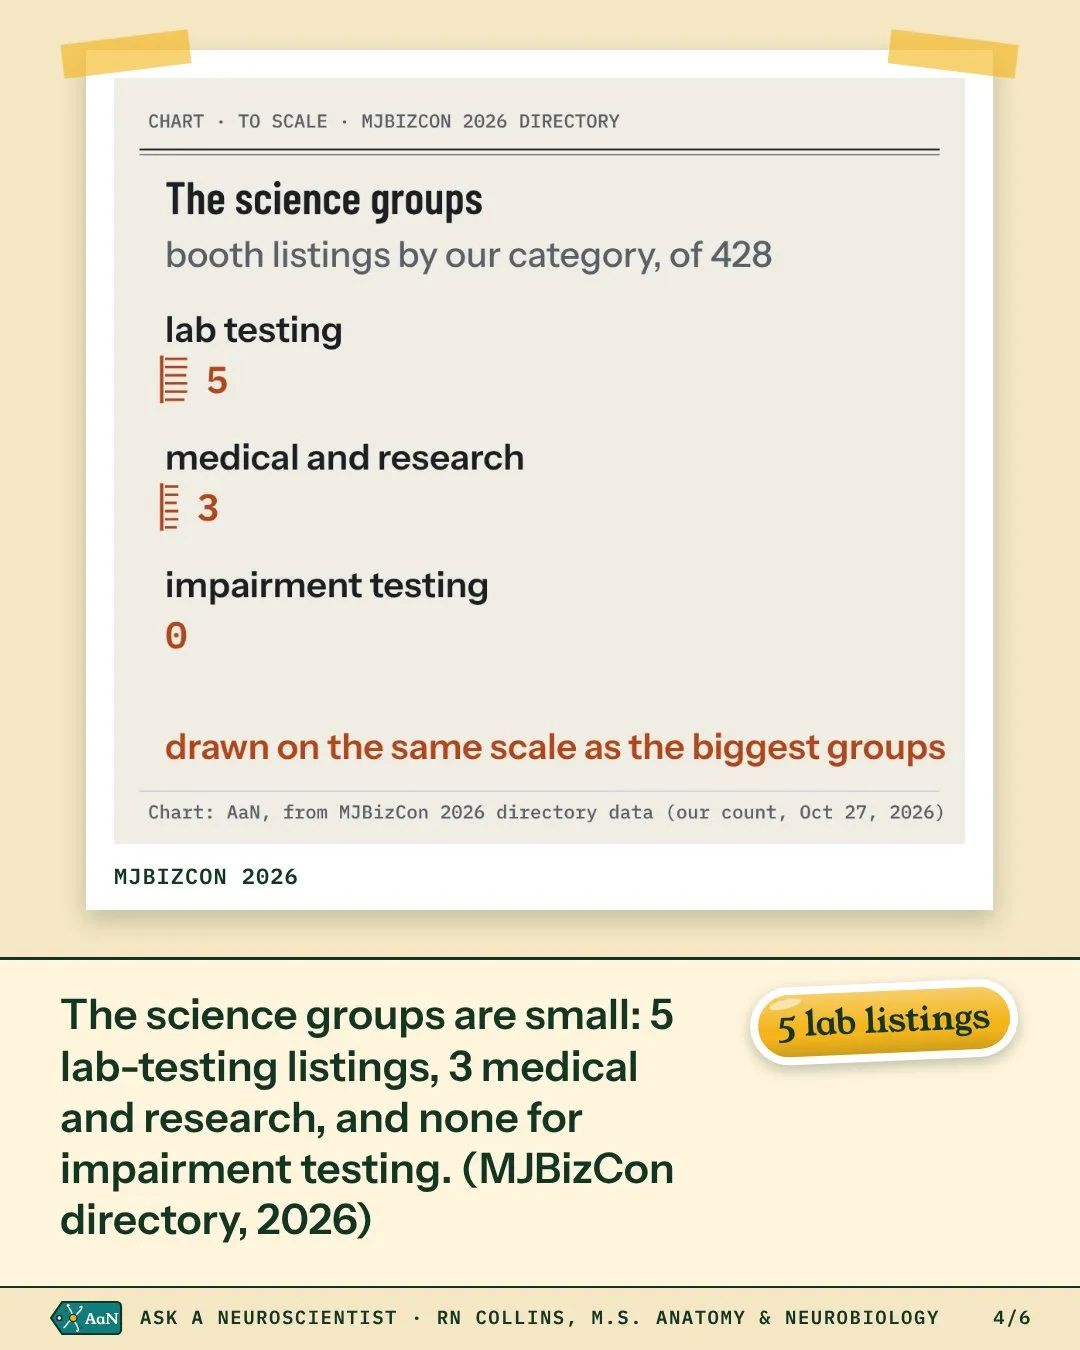 CHART · TO SCALE · MJBIZCON 2026 DIRECTORY
The science groups
booth listings by our category, of 428
lab testing
5
medical and research
3
impairment testing
0
drawn on the same scale as the biggest groups
Chart: AaN, from MJBizCon 2026 directory data (our count, Oct 27, 2026)
MJBIZCON 2026
The science groups are small: 5
lab-testing listings, 3 medical
and research, and none for
impairment testing. (MJBizCon
directory, 2026)
5 lab listings
AaN
ASK A NEUROSCIENTIST · RN COLLINS, M.S. ANATOMY & NEUROBIOLOGY
4/6